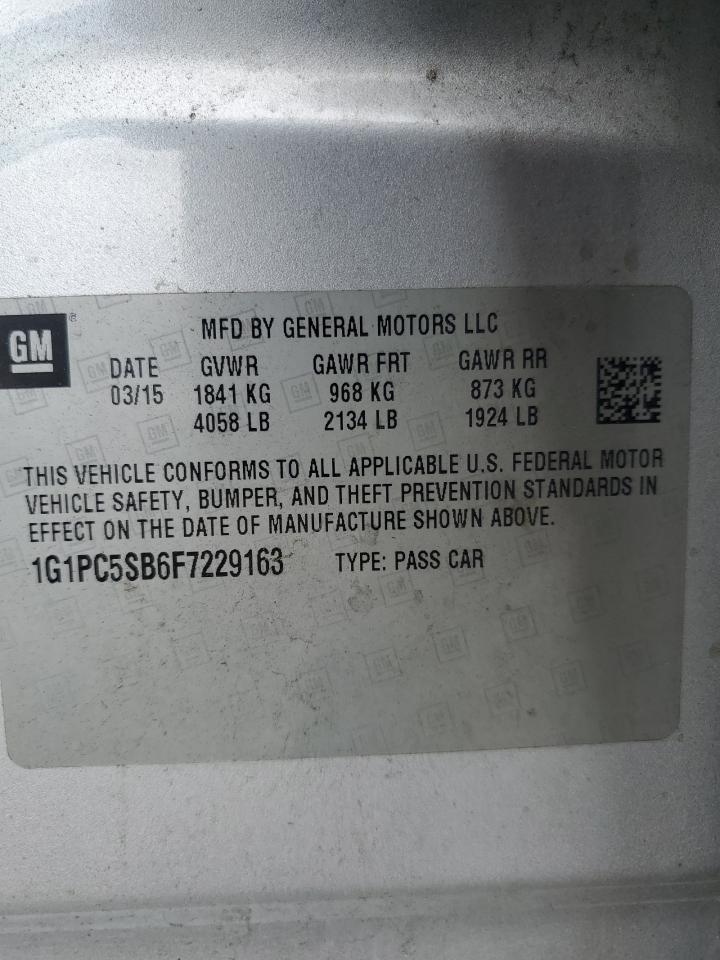 GM ®
MFD BY GENERAL MOTORS LLC
DATE GVWR GAWR FRT GAWR RR
03/15 1841 KG 968 KG 873 KG
4058 LB 2134 LB 1924 LB
THIS VEHICLE CONFORMS TO ALL APPLICABLE U.S. FEDERAL MOTOR
VEHICLE SAFETY, BUMPER, AND THEFT PREVENTION STANDARDS IN
EFFECT ON THE DATE OF MANUFACTURE SHOWN ABOVE.
1G1PC5SB6F7229163 TYPE: PASS CAR